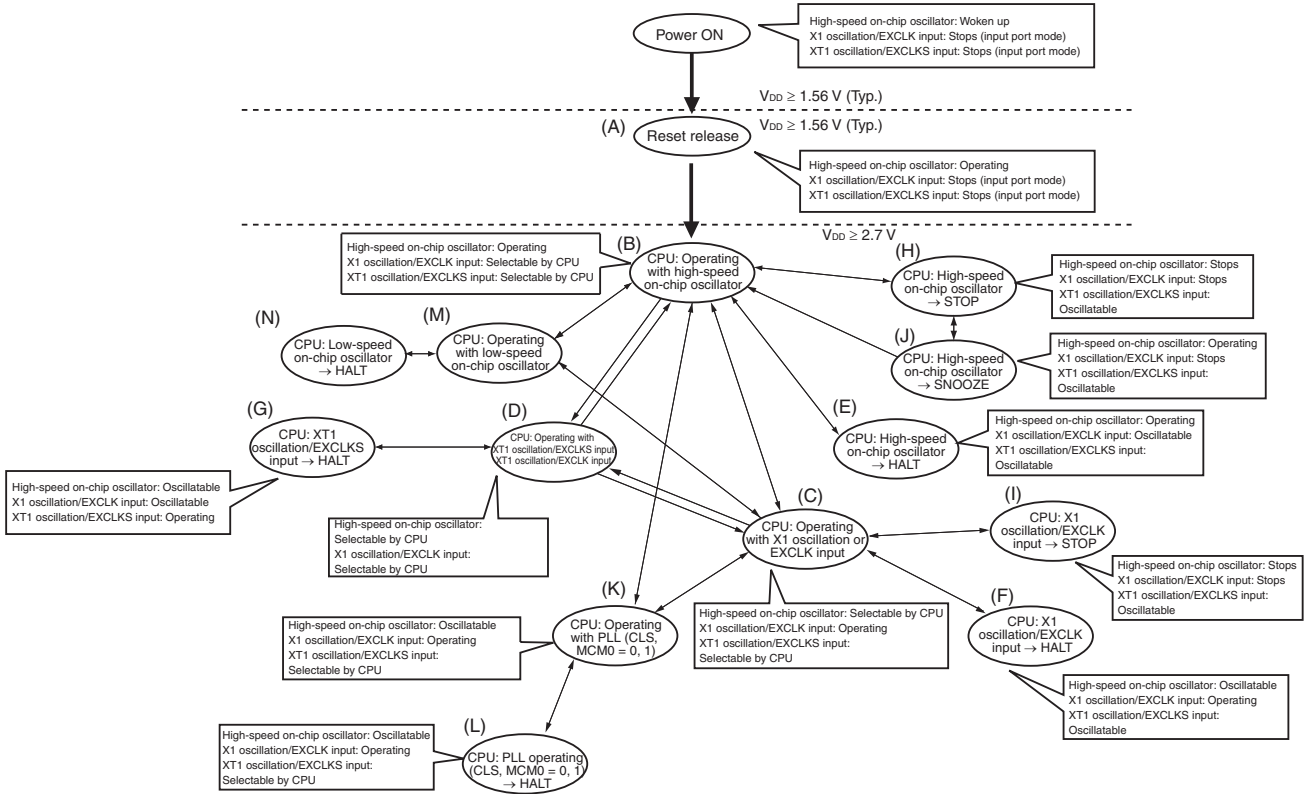 Power ON
High-speed on-chip oscillator: Woken up
X1 oscillation/EXCLK input: Stops (input port mode)
XT1 oscillation/EXCLKS input: Stops (input port mode)
VDD ≥ 1.56 V (Typ.)
(A)
Reset release
VDD ≥ 1.56 V (Typ.)
High-speed on-chip oscillator: Operating
X1 oscillation/EXCLK input: Stops (input port mode)
XT1 oscillation/EXCLKS input: Stops (input port mode)
VDD ≥ 2.7 V
High-speed on-chip oscillator: Operating
X1 oscillation/EXCLK input: Selectable by CPU
XT1 oscillation/EXCLKS input: Selectable by CPU
(B)
CPU: Operating
with high-speed
on-chip oscillator
(H)
CPU: High-speed
on-chip oscillator
→ STOP
High-speed on-chip oscillator: Stops
X1 oscillation/EXCLK input: Stops
XT1 oscillation/EXCLKS input:
Oscillatable
(N)
CPU: Low-speed
on-chip oscillator
→ HALT
(M)
CPU: Operating
with low-speed
on-chip oscillator
(J)
CPU: High-speed
on-chip oscillator
→ SNOOZE
High-speed on-chip oscillator: Operating
X1 oscillation/EXCLK input: Stops
XT1 oscillation/EXCLKS input:
Oscillatable
(G)
CPU: XT1
oscillation/EXCLKS
input → HALT
(D)
CPU: Operating with
XT1 oscillation/EXCLKS input
XT1 oscillation/EXCLK input
(E)
CPU: High-speed
on-chip oscillator
→ HALT
High-speed on-chip oscillator: Operating
X1 oscillation/EXCLK input: Oscillatable
XT1 oscillation/EXCLKS input:
Oscillatable
High-speed on-chip oscillator: Oscillatable
X1 oscillation/EXCLK input: Oscillatable
XT1 oscillation/EXCLKS input: Operating
High-speed on-chip oscillator:
Selectable by CPU
X1 oscillation/EXCLK input:
Selectable by CPU
(C)
CPU: Operating
with X1 oscillation or
EXCLK input
(I)
CPU: X1
oscillation/EXCLK
input → STOP
High-speed on-chip oscillator: Stops
X1 oscillation/EXCLK input: Stops
XT1 oscillation/EXCLKS input:
Oscillatable
(K)
CPU: Operating
with PLL (CLS,
MCM0 = 0, 1)
High-speed on-chip oscillator: Oscillatable
X1 oscillation/EXCLK input: Operating
XT1 oscillation/EXCLKS input:
Selectable by CPU
High-speed on-chip oscillator: Selectable by CPU
X1 oscillation/EXCLK input: Operating
XT1 oscillation/EXCLKS input:
Selectable by CPU
(F)
CPU: X1
oscillation/EXCLK
input → HALT
High-speed on-chip oscillator: Oscillatable
X1 oscillation/EXCLK input: Operating
XT1 oscillation/EXCLKS input:
Oscillatable
(L)
CPU: PLL operating
(CLS, MCM0 = 0, 1)
→ HALT
High-speed on-chip oscillator: Oscillatable
X1 oscillation/EXCLK input: Operating
XT1 oscillation/EXCLKS input:
Selectable by CPU